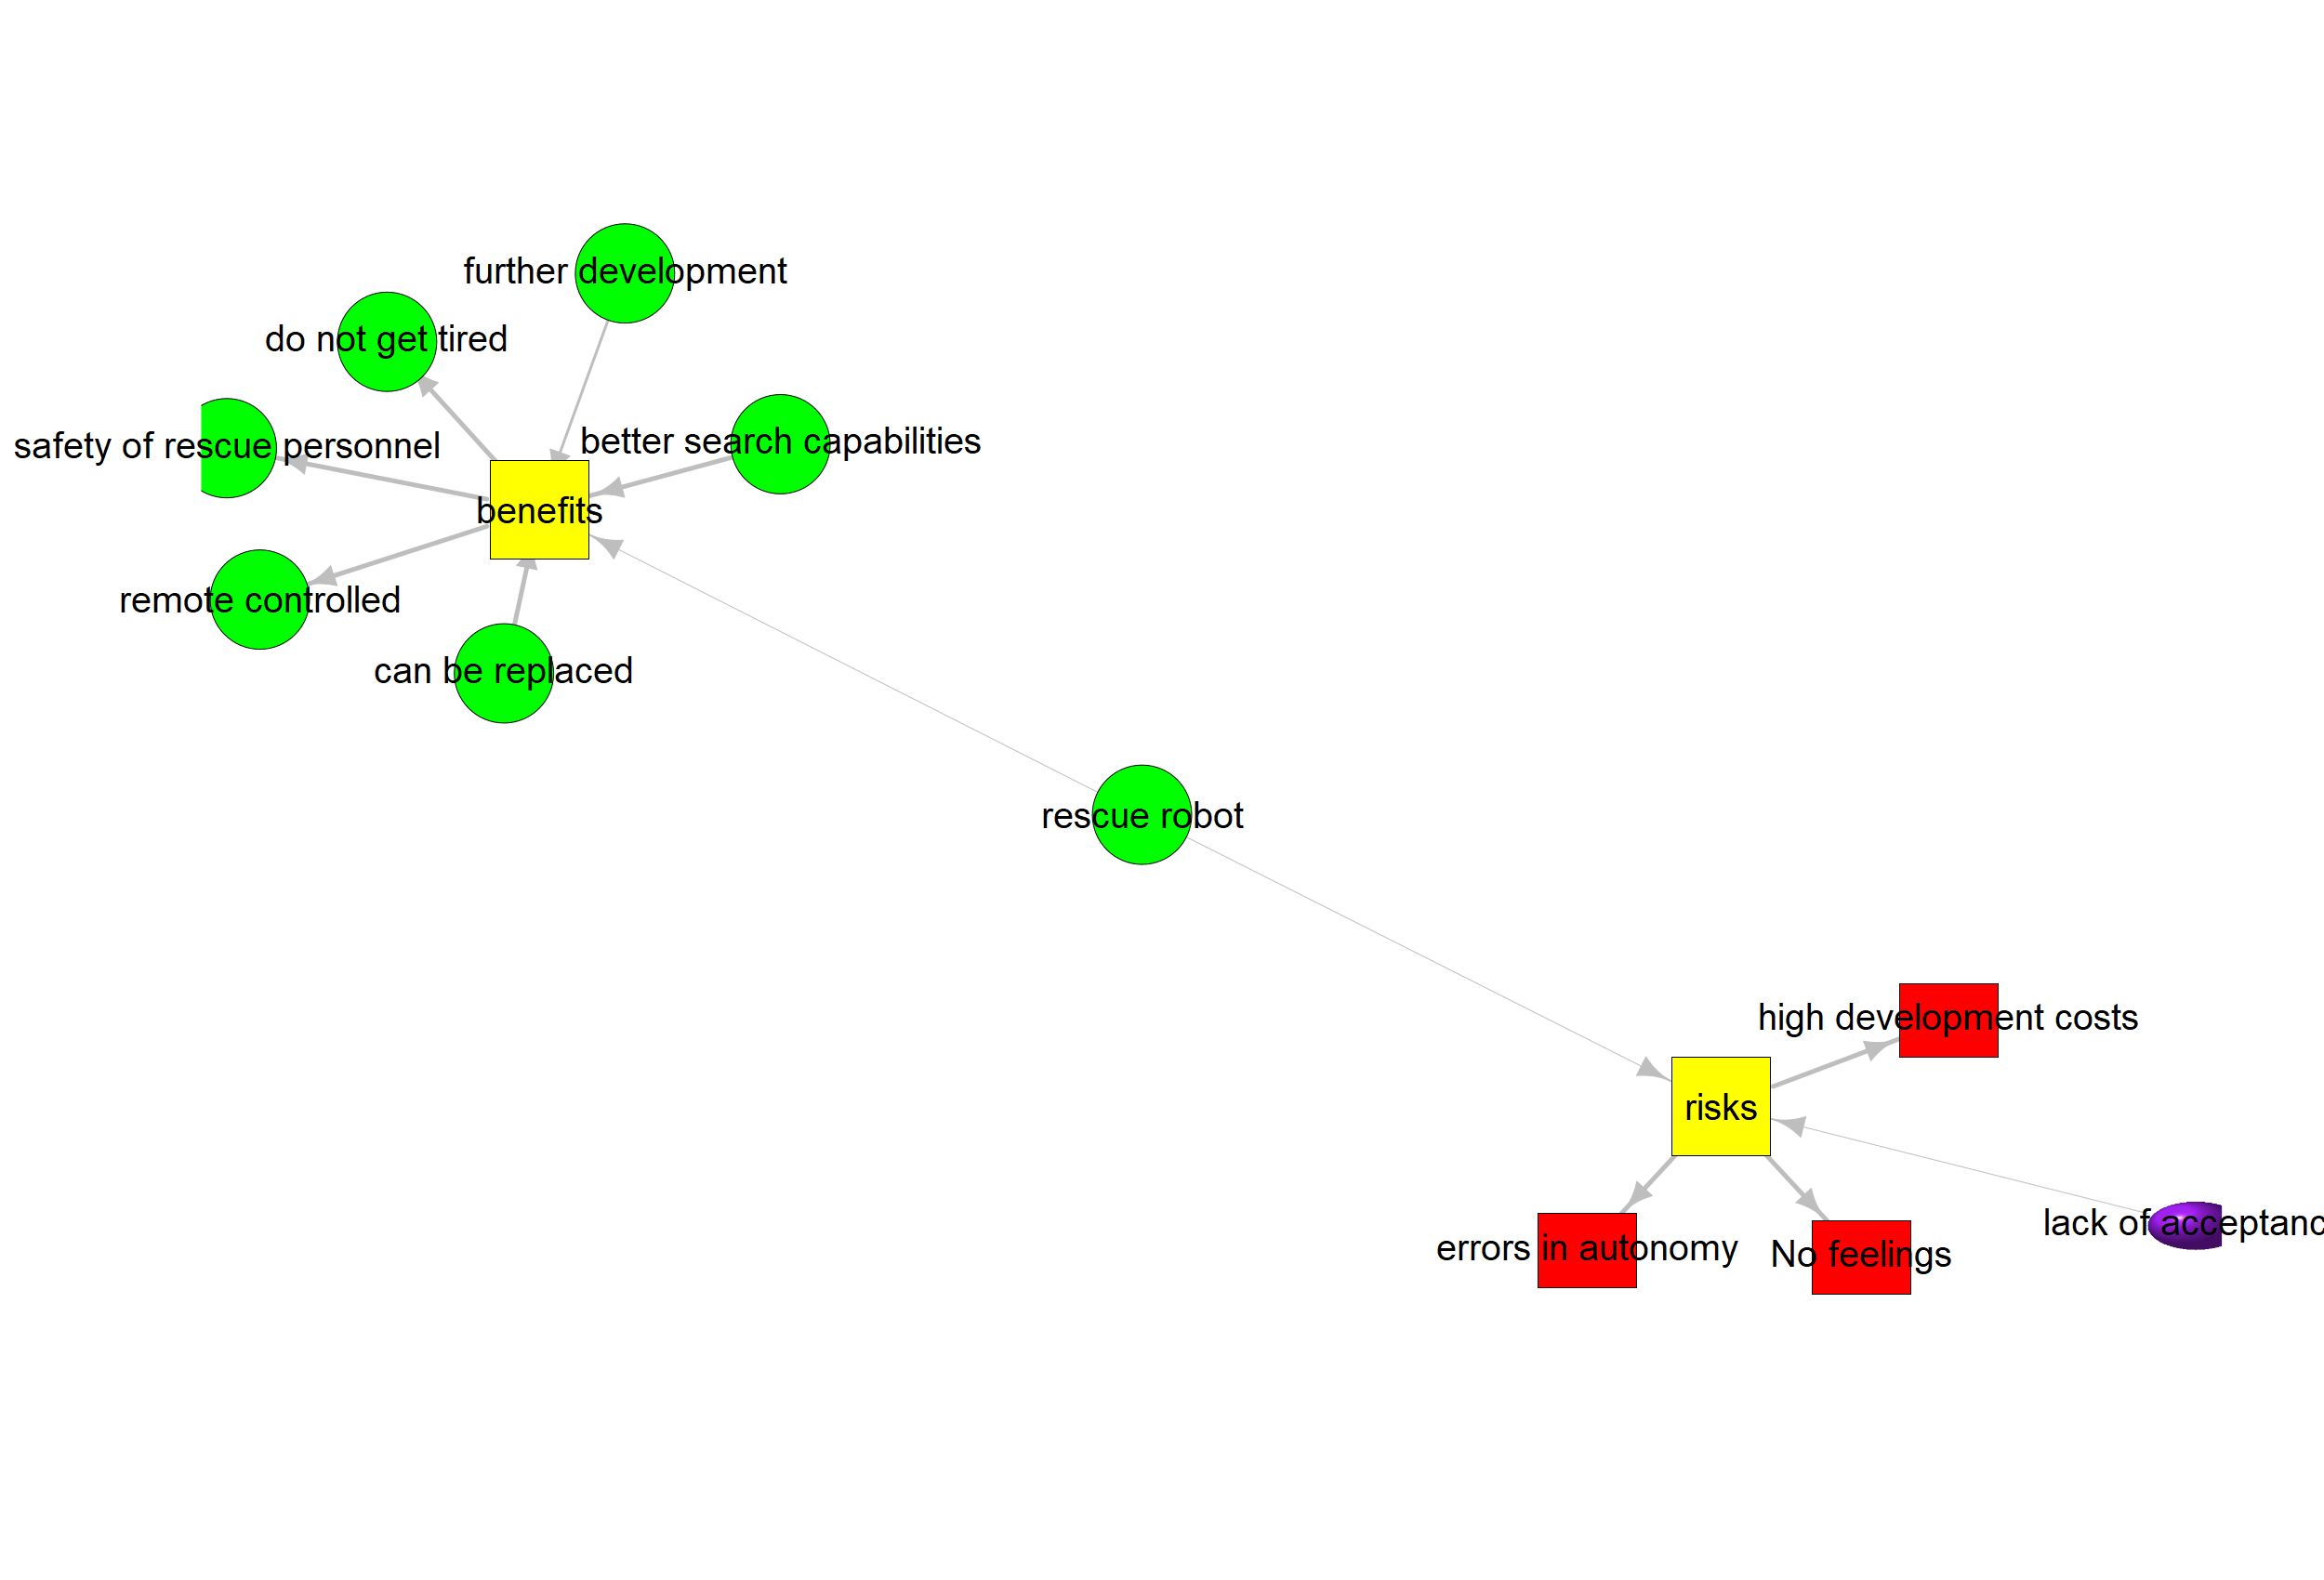 further development
do not get tired
better search capabilities
safety of rescue personnel
benefits
remote controlled
can be replaced
rescue robot
high development costs
risks
lack of acceptanc
errors in autonomy
No feelings